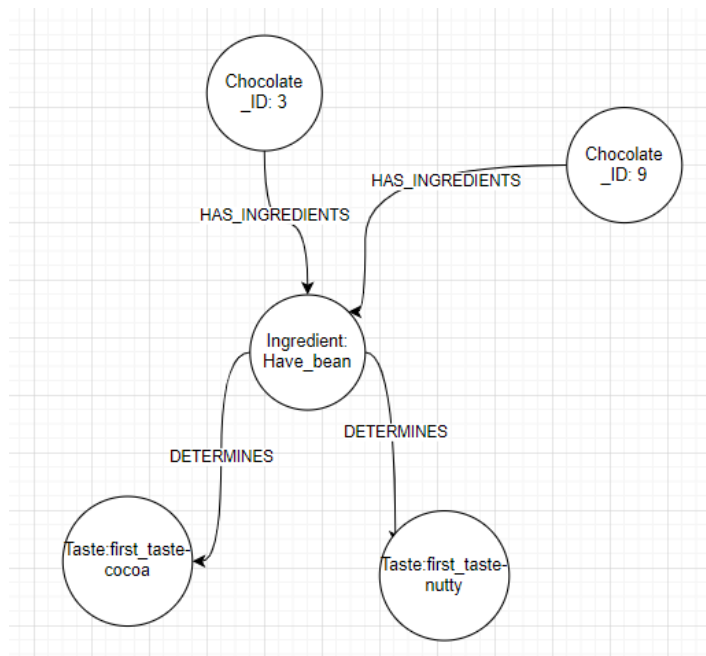 Chocolate
_ID: 3
Chocolate
_ID: 9
HAS_INGREDIENTS
HAS_INGREDIENTS
Ingredient:
Have_bean
DETERMINES
DETERMINES
Taste:first_taste-
cocoa
Taste:first_taste-
nutty